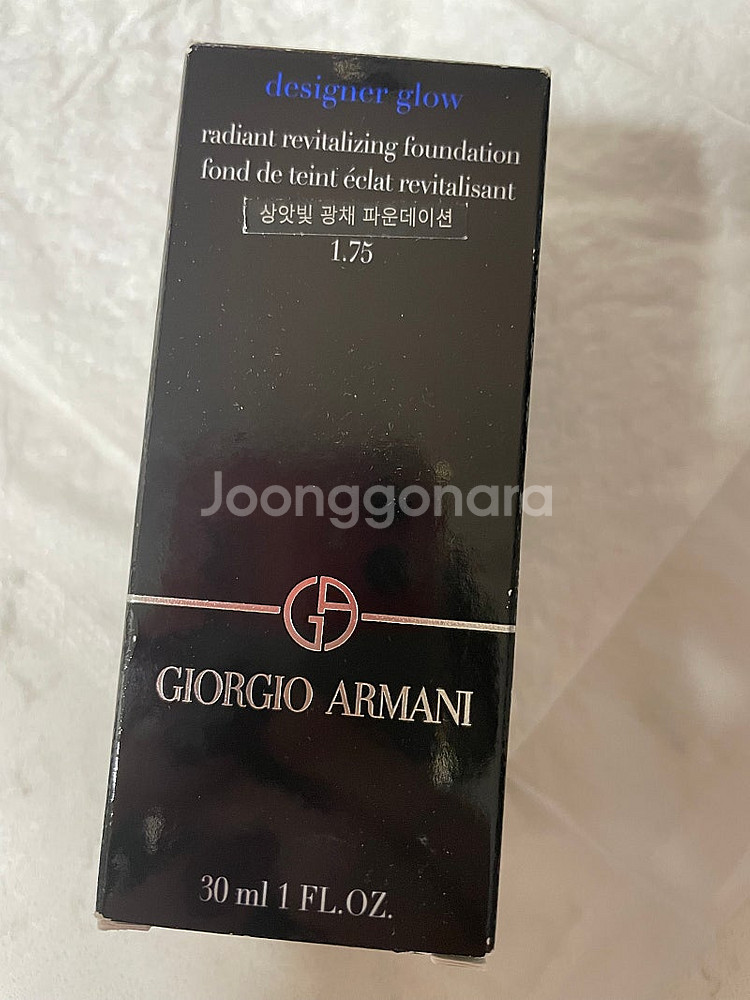 designer glow
radiant revitalizing foundation
fond de teint éclat revitalisant
상앗빛 광채 파운데이션
1.75
Joonggonara
GA
GIORGIO ARMANI
30 ml 1 FL.OZ.